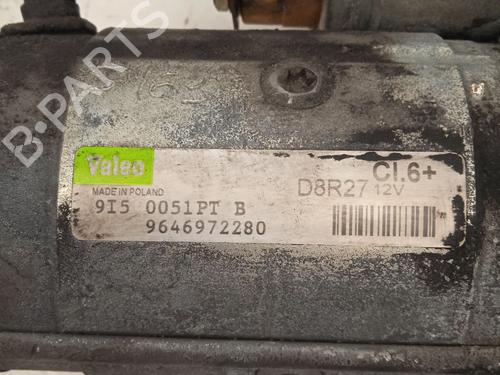 B-PARTS
Valeo
MADE IN POLAND
9I5 0051PT B
9646972280
Cl.6+
D8R27 12V